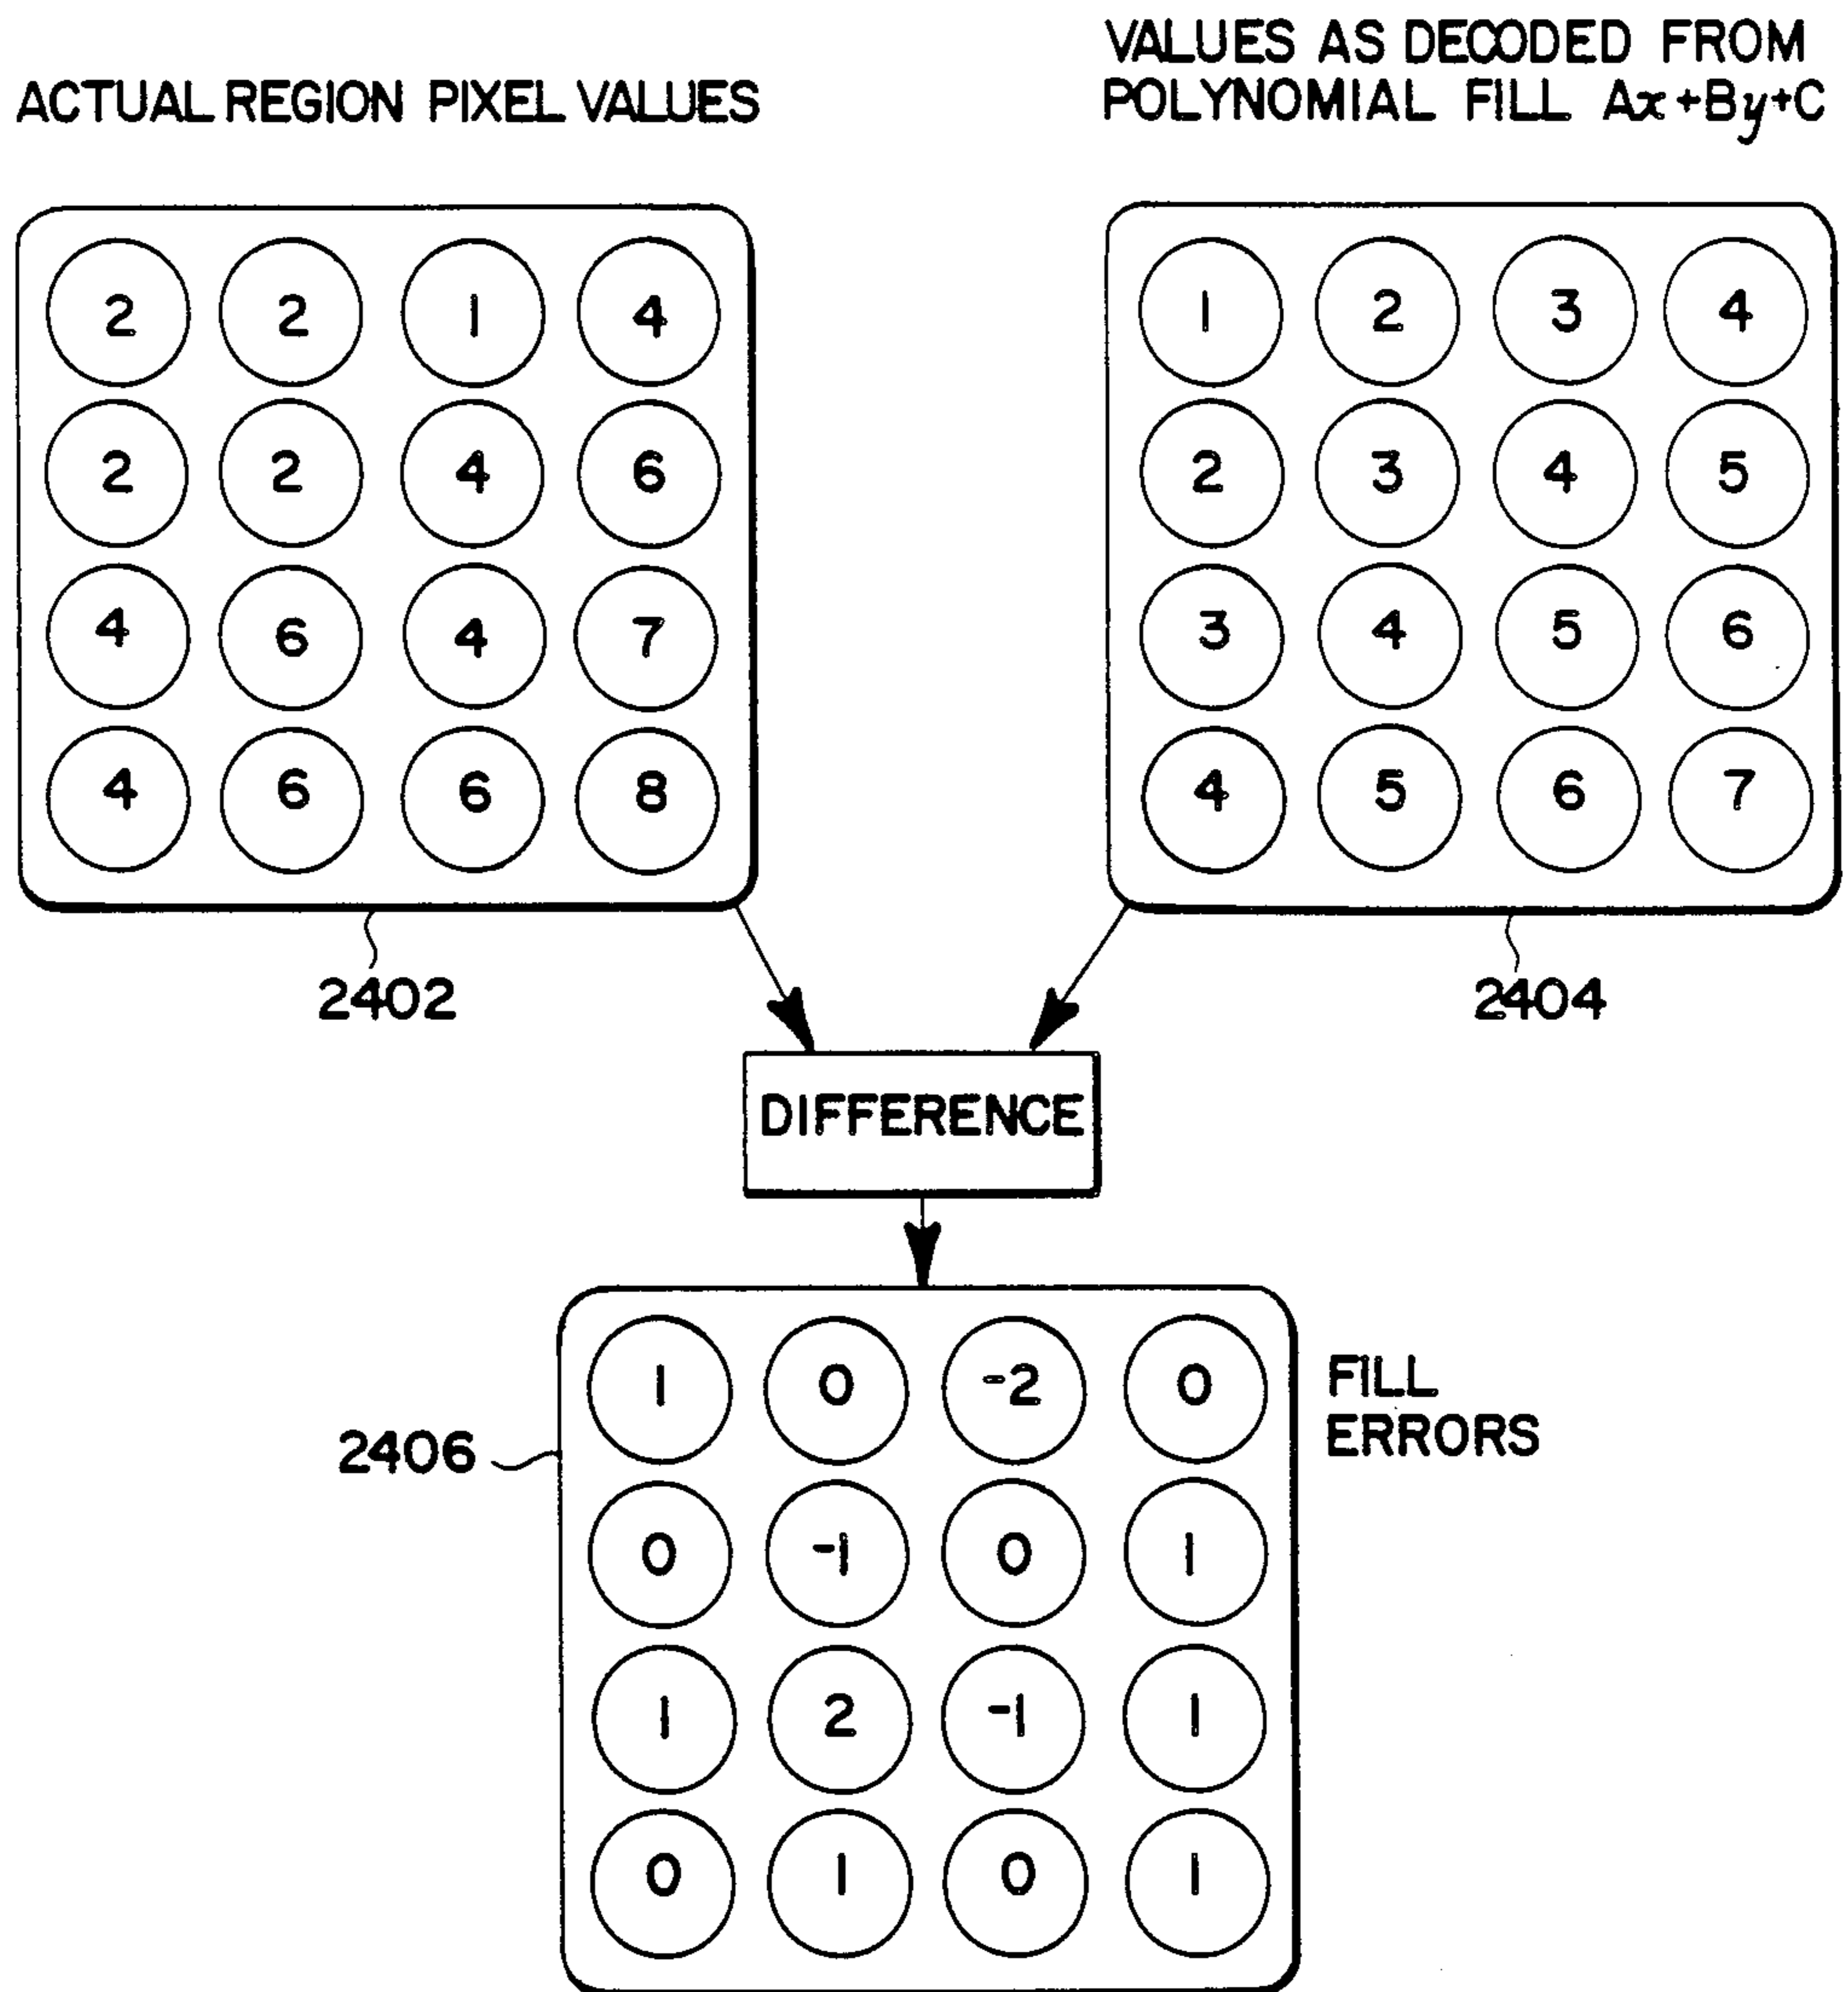 ACTUAL REGION PIXEL VALUES
VALUES AS DECODED FROM
POLYNOMIAL FILL Ax+By+C
2 2 1 4
2 2 4 6
4 6 4 7
4 6 6 8
2402
1 2 3 4
2 3 4 5
3 4 5 6
4 5 6 7
2404
DIFFERENCE
1 0 -2 0
0 -1 0 1
1 2 -1 1
0 1 0 1
2406
FILL
ERRORS